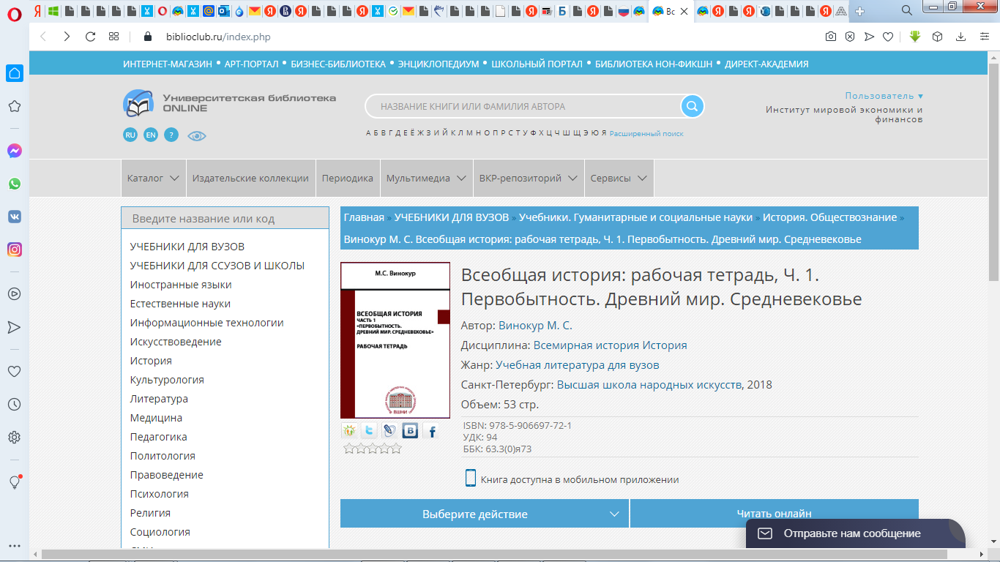 Вс
biblioclub.ru/index.php
ИНТЕРНЕТ-МАГАЗИН • АРТ-ПОРТАЛ • БИЗНЕС-БИБЛИОТЕКА • ЭНЦИКЛОПЕДИУМ • ШКОЛЬНЫЙ ПОРТАЛ • БИБЛИОТЕКА НОН-ФИКШН • ДИРЕКТ-АКАДЕМИЯ
Университетская библиотека
ONLINE
НАЗВАНИЕ КНИГИ ИЛИ ФАМИЛИЯ АВТОРА
Пользователь
Институт мировой экономики и
финансов
RU EN ?
А Б В Г Д Е Ё Ж З И Й К Л М Н О П Р С Т У Ф Х Ц Ч Ш Щ Э Ю Я Расширенный поиск
Каталог Издательские коллекции Периодика Мультимедиа ВКР-репозиторий Сервисы
Введите название или код
УЧЕБНИКИ ДЛЯ ВУЗОВ
УЧЕБНИКИ ДЛЯ ССУЗОВ И ШКОЛЫ
Иностранные языки
Естественные науки
Информационные технологии
Искусствоведение
История
Культурология
Литература
Медицина
Педагогика
Политология
Правоведение
Психология
Религия
Социология
Главная » УЧЕБНИКИ ДЛЯ ВУЗОВ » Учебники. Гуманитарные и социальные науки » История. Обществознание »
Винокур М. С. Всеобщая история: рабочая тетрадь, Ч. 1. Первобытность. Древний мир. Средневековье
М.С. Винокур
ВСЕОБЩАЯ ИСТОРИЯ
ЧАСТЬ 1
«ПЕРВОБЫТНОСТЬ.
ДРЕВНИЙ МИР. СРЕДНЕВЕКОВЬЕ»
РАБОЧАЯ ТЕТРАДЬ
ВШНИ
Всеобщая история: рабочая тетрадь, Ч. 1.
Первобытность. Древний мир. Средневековье
Автор: Винокур М. С.
Дисциплина: Всемирная история История
Жанр: Учебная литература для вузов
Санкт-Петербург: Высшая школа народных искусств, 2018
Объем: 53 стр.
ISBN: 978-5-906697-72-1
УДК: 94
ББК: 63.3(0)я73
Книга доступна в мобильном приложении
Выберите действие
Читать онлайн
Отправьте нам сообщение